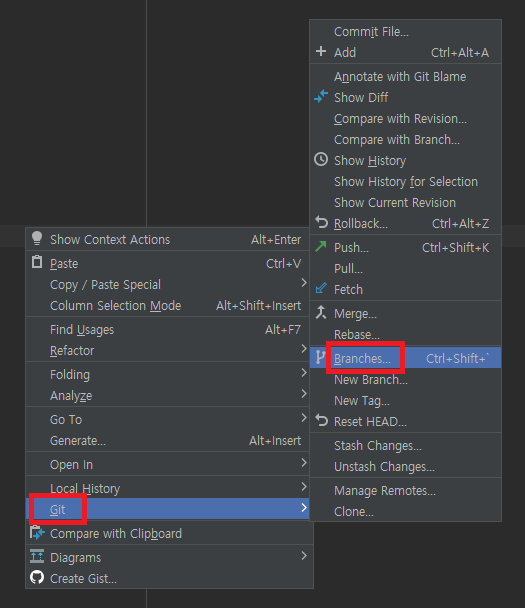 Commit File...
Add Ctrl+Alt+A
Annotate with Git Blame
Show Diff
Compare with Revision...
Compare with Branch...
Show History
Show History for Selection
Show Current Revision
Rollback... Ctrl+Alt+Z
Push... Ctrl+Shift+K
Pull...
Fetch
Merge...
Rebase...
Branches... Ctrl+Shift+`
New Branch...
New Tag...
Reset HEAD...
Stash Changes...
Unstash Changes...
Manage Remotes...
Clone...
Show Context Actions Alt+Enter
Paste Ctrl+V
Copy / Paste Special
Column Selection Mode Alt+Shift+Insert
Find Usages Alt+F7
Refactor
Folding
Analyze
Go To
Generate... Alt+Insert
Open In
Local History
Git
Compare with Clipboard
Diagrams
Create Gist...